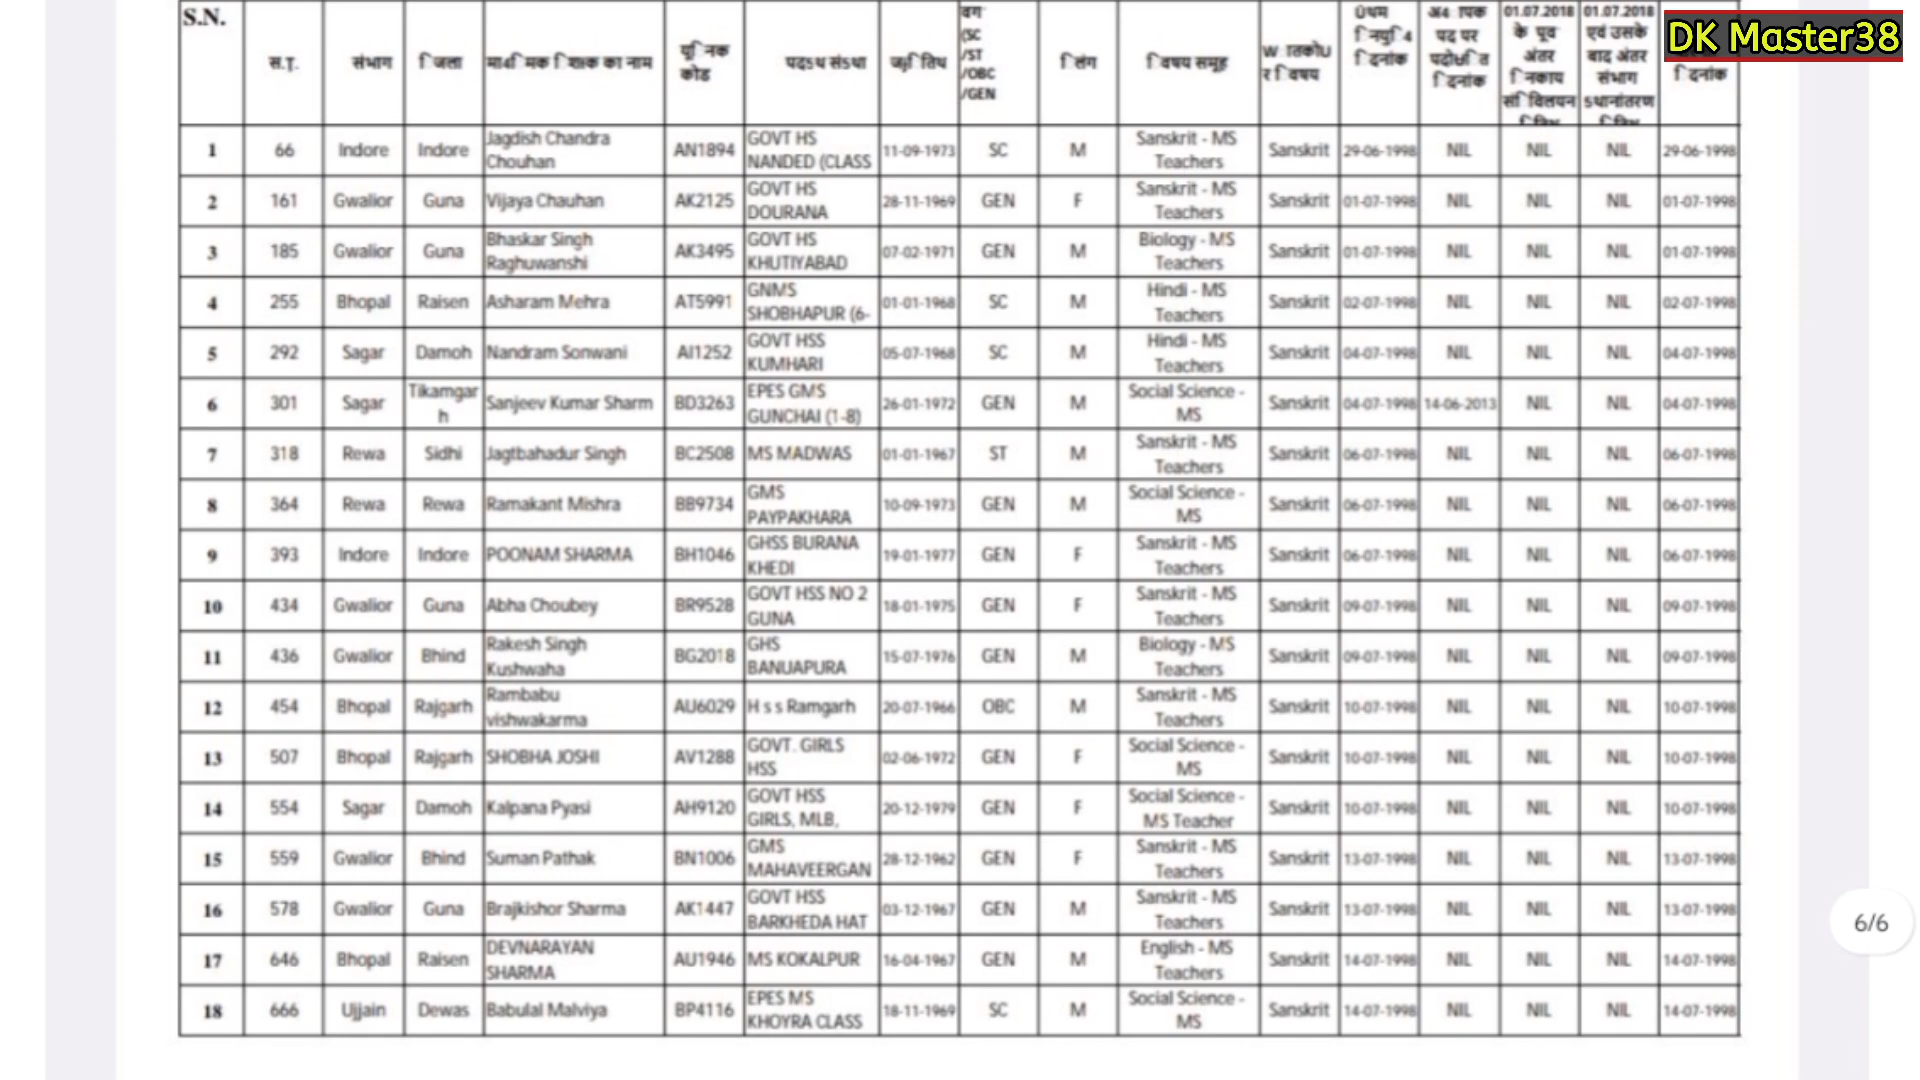 S.N. स.T. संभाग िजला मा4ािमक िशक्षक का नाम यूिनक कोड पदऽथ संऽथा वग (SC /ST /OBC /GEN िलंग िवषय समूह 01.07.2018 के पूव अंतर िनकाय संिविलयन 01.07.2018 एवं उसके बाद अंतर संभाग ऽथानांतरण िदनांक
DK Master38
1 66 Indore Indore Jagdish Chandra Chouhan AN1894 GOVT HS NANDED (CLASS 11-09-1973 SC M Sanskrit - MS Teachers Sanskrit 29-06-1998 NIL NIL NIL 29-06-1998
2 161 Gwalior Guna Vijaya Chauhan AK2125 GOVT HS DOURANA 28-11-1969 GEN F Sanskrit - MS Teachers Sanskrit 01-07-1998 NIL NIL NIL 01-07-1998
3 185 Gwalior Guna Bhaskar Singh Raghuwanshi AK3495 GOVT HS KHUTIYABAD 07-02-1971 GEN M Biology - MS Teachers Sanskrit 01-07-1998 NIL NIL NIL 01-07-1998
4 255 Bhopal Raisen Asharam Mehra AT5991 GNMS SHOBHAPUR (6- 01-01-1968 SC M Hindi - MS Teachers Sanskrit 02-07-1998 NIL NIL NIL 02-07-1998
5 292 Sagar Damoh Nandram Sonwani AI1252 GOVT HSS KUMHARI 05-07-1968 SC M Hindi - MS Teachers Sanskrit 04-07-1998 NIL NIL NIL 04-07-1998
6 301 Sagar Tikamgar h Sanjeev Kumar Sharm BD3263 EPES GMS GUNCHAI (1-8) 26-01-1972 GEN M Social Science - MS Sanskrit 04-07-1998 14-06-2013 NIL NIL 04-07-1998
7 318 Rewa Sidhi Jagtbahadur Singh BC2508 MS MADWAS 01-01-1967 ST M Sanskrit - MS Teachers Sanskrit 06-07-1998 NIL NIL NIL 06-07-1998
8 364 Rewa Rewa Ramakant Mishra BB9734 GMS PAYPAKHARA 10-09-1973 GEN M Social Science - MS Sanskrit 06-07-1998 NIL NIL NIL 06-07-1998
9 393 Indore Indore POONAM SHARMA BH1046 GHSS BURANA KHEDI 19-01-1977 GEN F Sanskrit - MS Teachers Sanskrit 06-07-1998 NIL NIL NIL 06-07-1998
10 434 Gwalior Guna Abha Choubey BR9528 GOVT HSS NO 2 GUNA 18-01-1975 GEN F Sanskrit - MS Teachers Sanskrit 09-07-1998 NIL NIL NIL 09-07-1998
11 436 Gwalior Bhind Rakesh Singh Kushwaha BG2018 GHS BANUAPURA 15-07-1976 GEN M Biology - MS Teachers Sanskrit 09-07-1998 NIL NIL NIL 09-07-1998
12 454 Bhopal Rajgarh Rambabu vishwakarma AU6029 H s s Ramgarh 20-07-1966 OBC M Sanskrit - MS Teachers Sanskrit 10-07-1998 NIL NIL NIL 10-07-1998
13 507 Bhopal Rajgarh SHOBHA JOSHI AV1288 GOVT. GIRLS HSS 02-06-1972 GEN F Social Science - MS Sanskrit 10-07-1998 NIL NIL NIL 10-07-1998
14 554 Sagar Damoh Kalpana Pyasi AH9120 GOVT HSS GIRLS, MLB, 20-12-1979 GEN F Social Science - MS Teacher Sanskrit 10-07-1998 NIL NIL NIL 10-07-1998
15 559 Gwalior Bhind Suman Pathak BN1006 GMS MAHAVEERGAN 28-12-1962 GEN F Sanskrit - MS Teachers Sanskrit 13-07-1998 NIL NIL NIL 13-07-1998
16 578 Gwalior Guna Brajkishor Sharma AK1447 GOVT HSS BARKHEDA HAT 03-12-1967 GEN M Sanskrit - MS Teachers Sanskrit 13-07-1998 NIL NIL NIL 13-07-1998
17 646 Bhopal Raisen DEVNARAYAN SHARMA AU1946 MS KOKALPUR 16-04-1967 GEN M English - MS Teachers Sanskrit 14-07-1998 NIL NIL NIL 14-07-1998
18 666 Ujjain Dewas Babulal Malviya BP4116 EPES MS KHOYRA CLASS 18-11-1969 SC M Social Science - MS Sanskrit 14-07-1998 NIL NIL NIL 14-07-1998
6/6